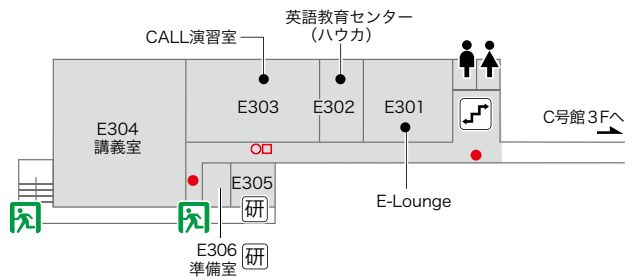 英語教育センター
（ハウカ）
CALL演習室
E303
E302
E301
E304
講義室
C号館３Fへ
E305
研
E-Lounge
E306
準備室
研